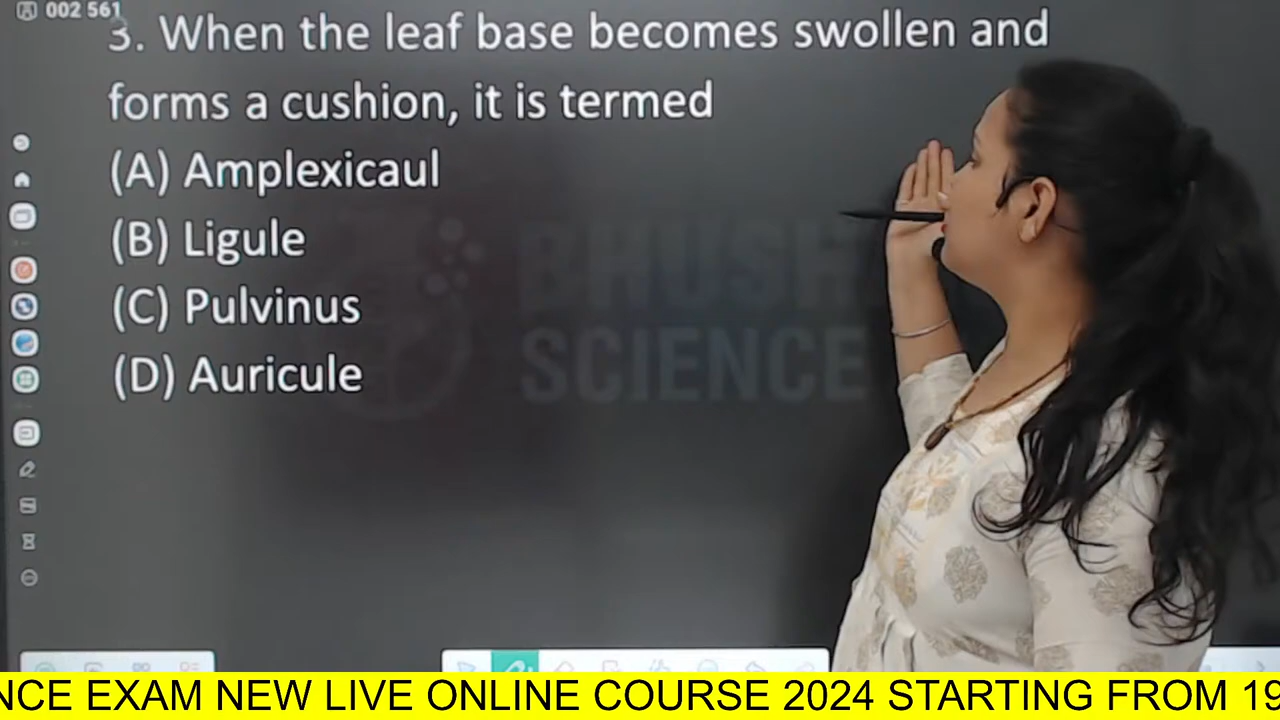 002 561
3. When the leaf base becomes swollen and
forms a cushion, it is termed
(A) Amplexicaul
(B) Ligule
(C) Pulvinus
(D) Auricule
BHUSH
SCIENCE
NCE EXAM NEW LIVE ONLINE COURSE 2024 STARTING FROM 19